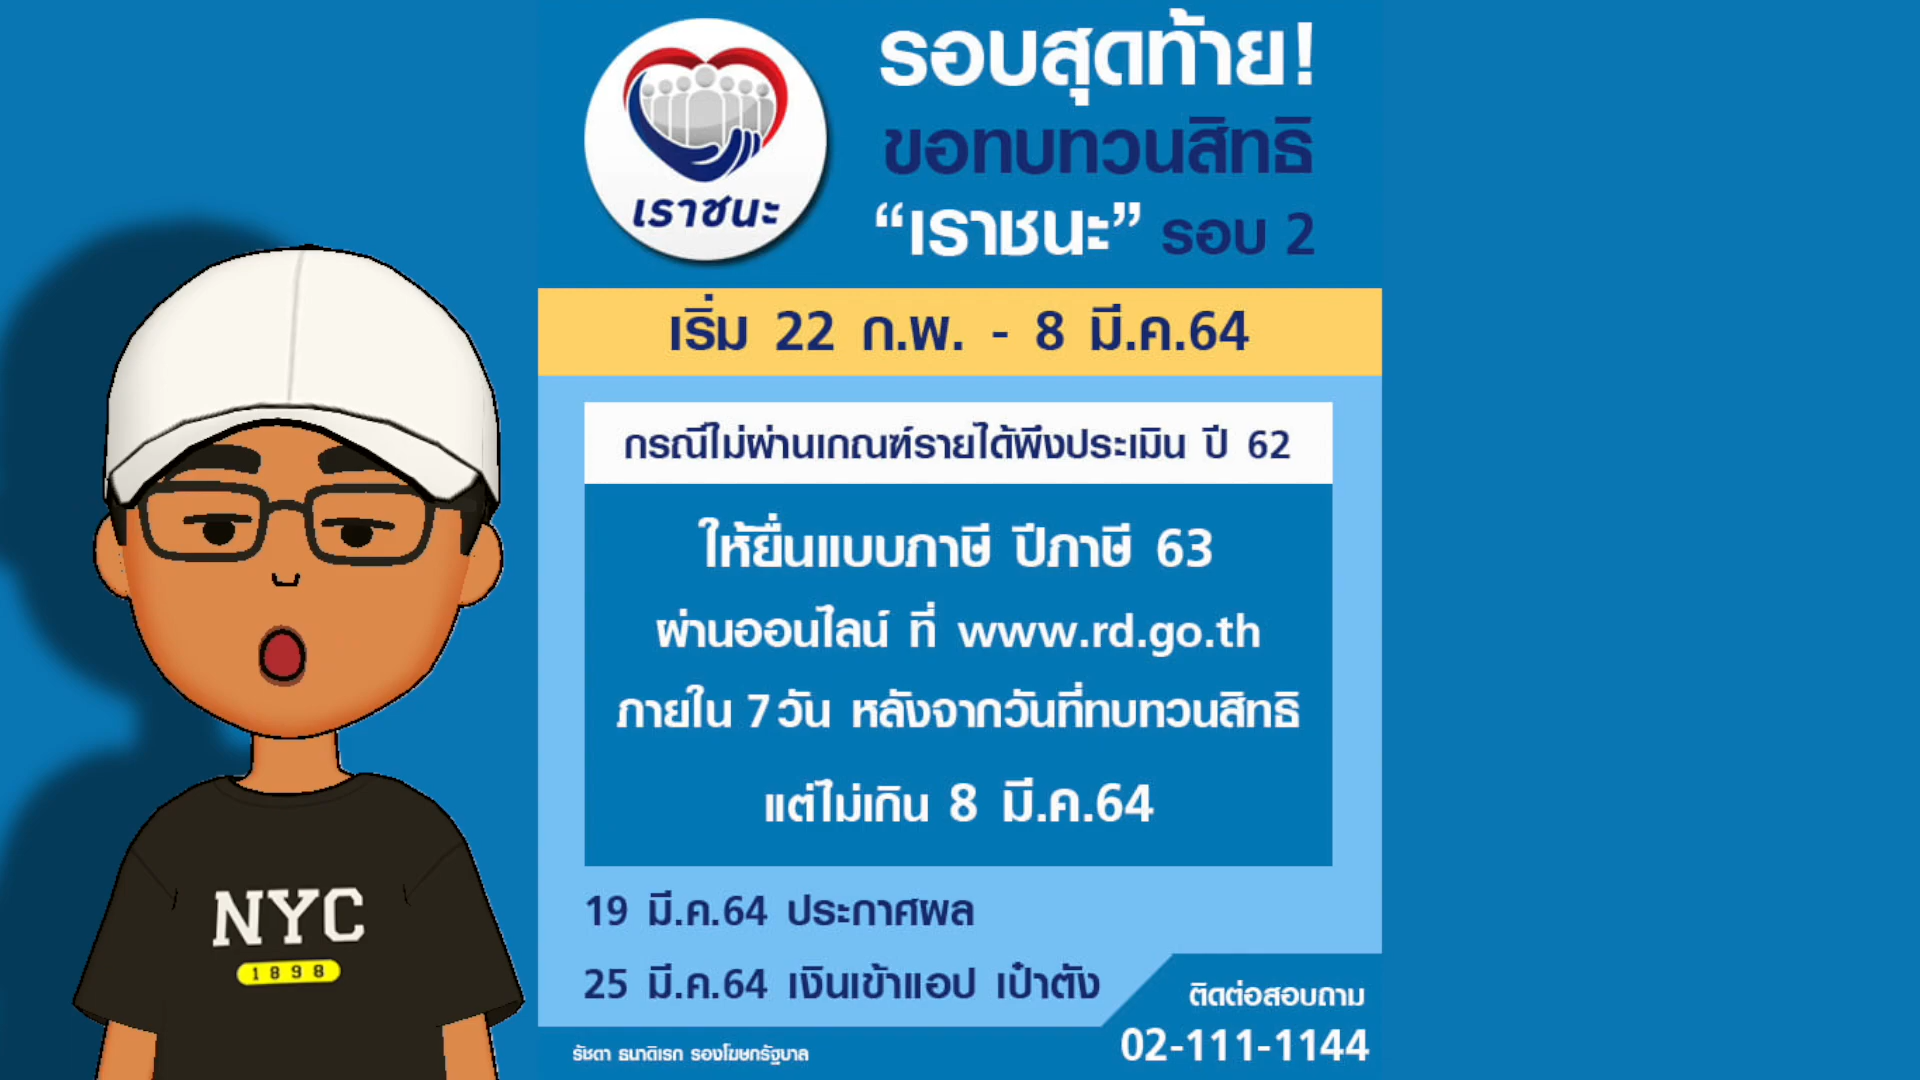 เราชนะ
รอบสุดท้าย!
ขอทบทวนสิทธิ
“เราชนะ” รอบ 2
เริ่ม 22 ก.พ. - 8 มี.ค.64
กรณีไม่ผ่านเกณฑ์รายได้พึงประเมิน ปี 62
ให้ยื่นแบบภาษี ปีภาษี 63
ผ่านออนไลน์ ที่ www.rd.go.th
ภายใน 7 วัน หลังจากวันที่ทบทวนสิทธิ
แต่ไม่เกิน 8 มี.ค.64
19 มี.ค.64 ประกาศผล
25 มี.ค.64 เงินเข้าแอป เป๋าตัง
ติดต่อสอบถาม
02-111-1144
รัชดา ธนาดิเรก รองโฆษกรัฐบาล
NYC
1898